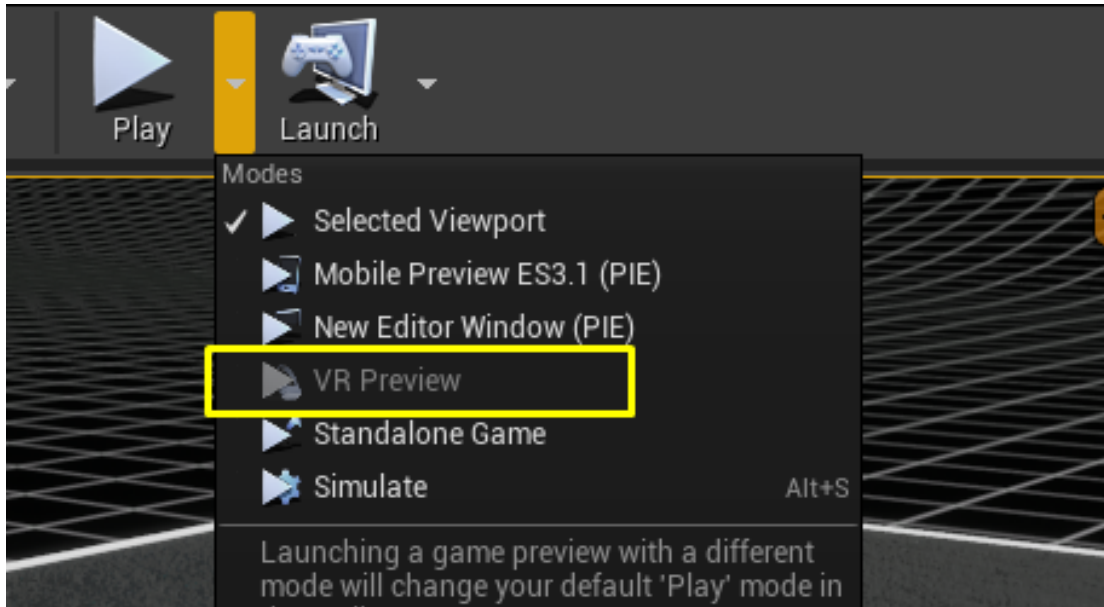 Play
Launch
Modes
Selected Viewport
Mobile Preview ES3.1 (PIE)
New Editor Window (PIE)
VR Preview
Standalone Game
Simulate Alt+S
Launching a game preview with a different
mode will change your default 'Play' mode in